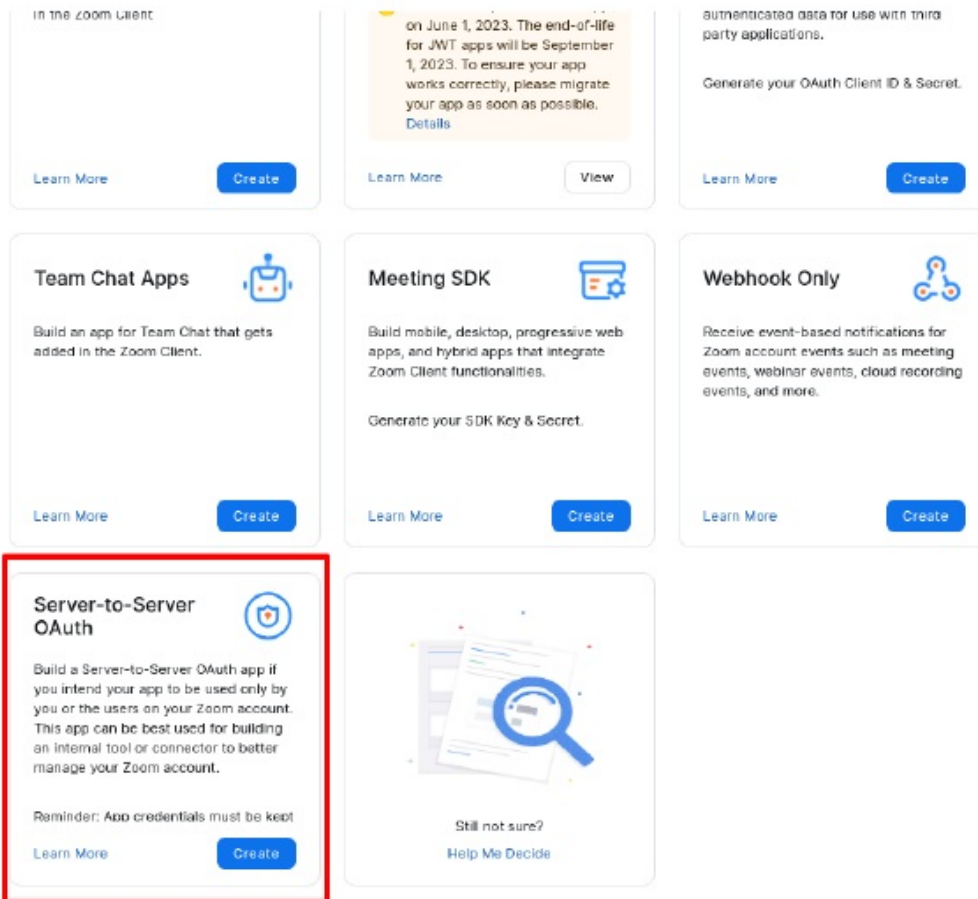 in the Zoom Client
Learn More
Create
on June 1, 2023. The end-of-life
for JWT apps will be September
1, 2023. To ensure your app
works correctly, please migrate
your app as soon as possible.
Details
Learn More
View
authenticated data for use with third
party applications.
Generate your OAuth Client ID & Secret.
Learn More
Create
Team Chat Apps
Build an app for Team Chat that gets
added in the Zoom Client.
Learn More
Create
Meeting SDK
Build mobile, desktop, progressive web
apps, and hybrid apps that integrate
Zoom Client functionalities.
Generate your SDK Key & Secret.
Learn More
Create
Webhook Only
Receive event-based notifications for
Zoom account events such as meeting
events, webinar events, cloud recording
events, and more.
Learn More
Create
Server-to-Server
OAuth
Build a Server-to-Server OAuth app if
you intend your app to be used only by
you or the users on your Zoom account.
This app can be best used for building
an internal tool or connector to better
manage your Zoom account.
Reminder: App credentials must be kept
Learn More
Create
Still not sure?
Help Me Decide